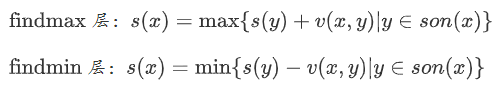 findmax 层: s(x) = max{s(y) + v(x, y)|y ∈ son(x)}
findmin 层: s(x) = min{s(y) − v(x, y)|y ∈ son(x)}